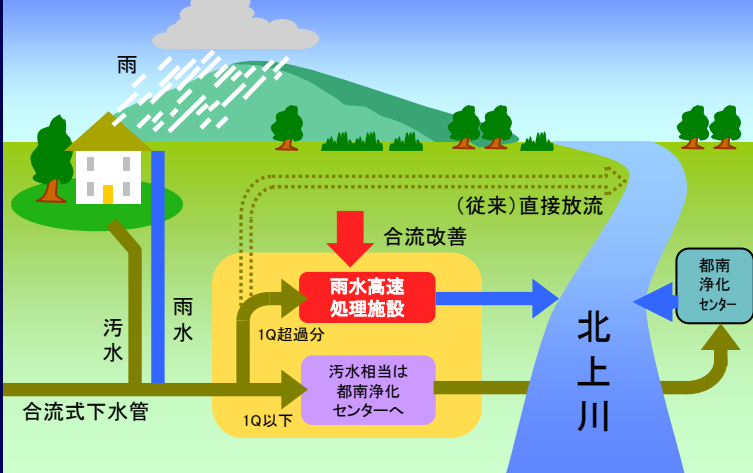 雨
(従来)直接放流
合流改善
都南
浄化
センター
雨水高速
処理施設
雨水
汚水
1Q超過分
北上川
汚水相当は
都南浄化
センターへ
合流式下水管
1Q以下